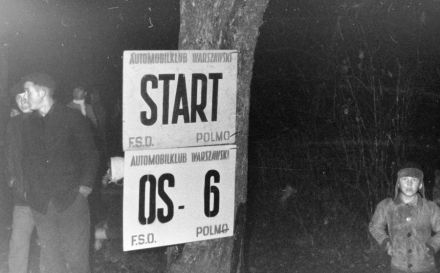 AUTOMOBILKLUB WARSZAWSKI
START
F.S.O. POLMO
AUTOMOBILKLUB WARSZAWSKI
OS-6
F.S.O. POLMO